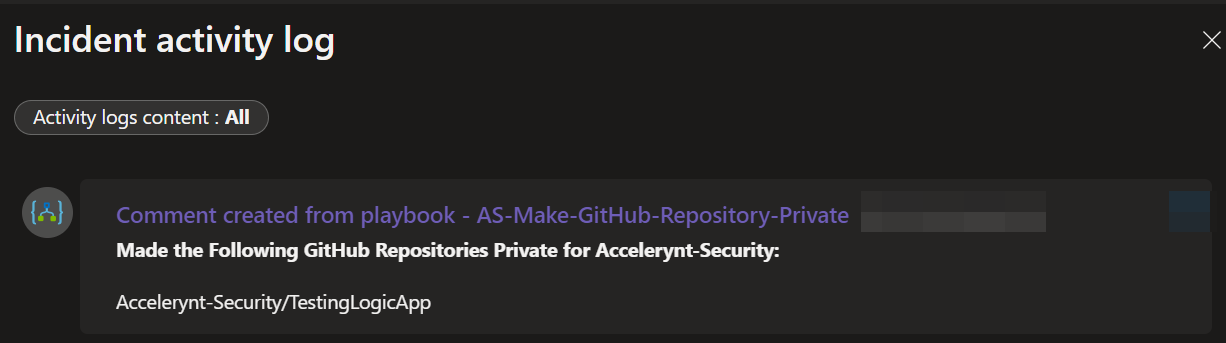 Incident activity log
Activity logs content : All
Comment created from playbook - AS-Make-GitHub-Repository-Private
Made the Following GitHub Repositories Private for Accelerynt-Security:
Accelerynt-Security/TestingLogicApp